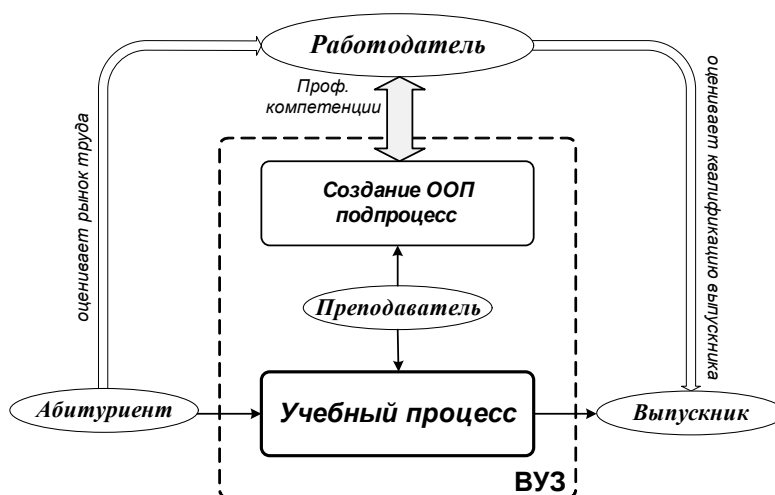 Работодатель
Проф.
компетенции
оценивает рынок труда
оценивает квалификацию выпускника
Создание ООП
подпроцесс
Преподаватель
Абитуриент
Учебный процесс
Выпускник
ВУЗ